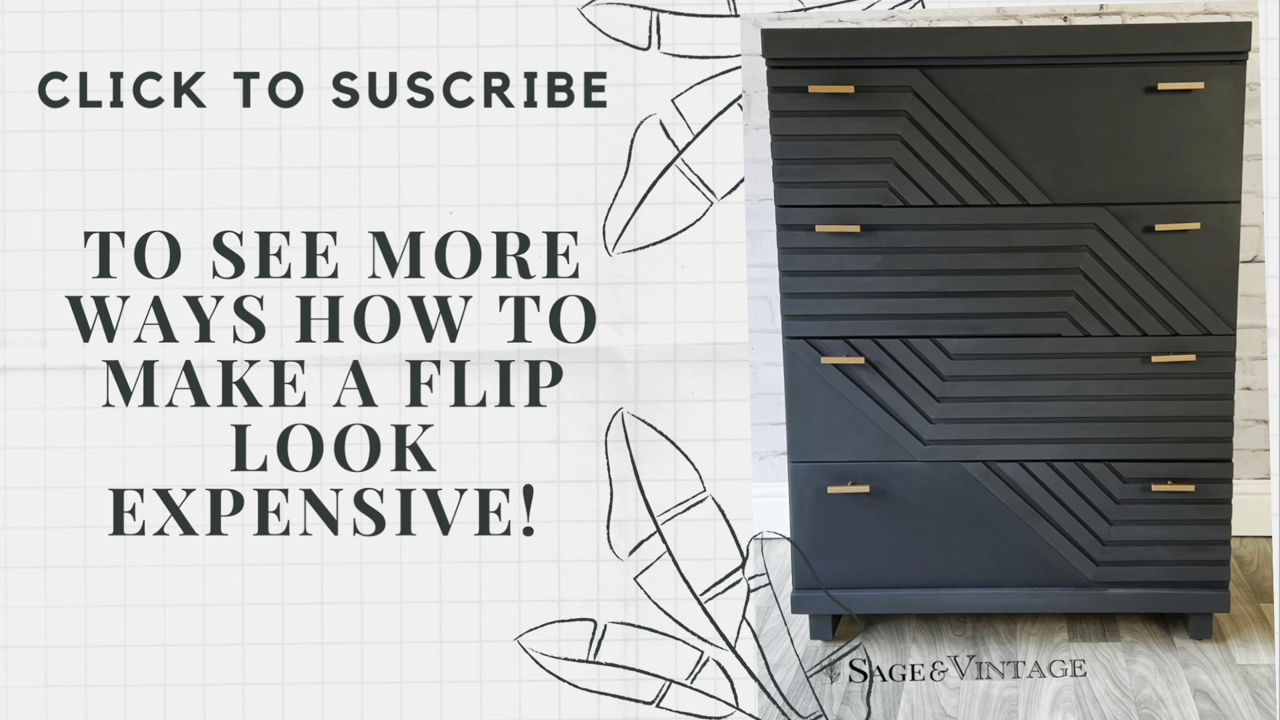 CLICK TO SUSCRIBE
TO SEE MORE
WAYS HOW TO
MAKE A FLIP
LOOK
EXPENSIVE!
SAGE&VINTAGE